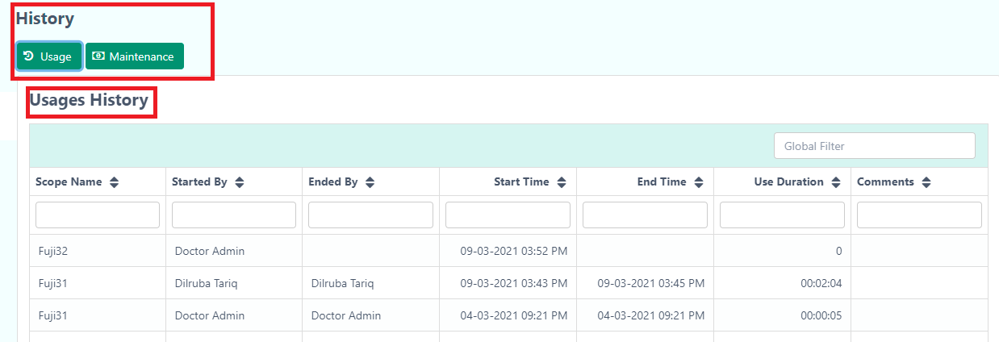 History
Usage Maintenance
Usages History
Global Filter
Scope Name Started By Ended By Start Time End Time Use Duration Comments
Fuji32 Doctor Admin 09-03-2021 03:52 PM 0
Fuji31 Dilruba Tariq Dilruba Tariq 09-03-2021 03:43 PM 09-03-2021 03:45 PM 00:02:04
Fuji31 Doctor Admin Doctor Admin 04-03-2021 09:21 PM 04-03-2021 09:21 PM 00:00:05